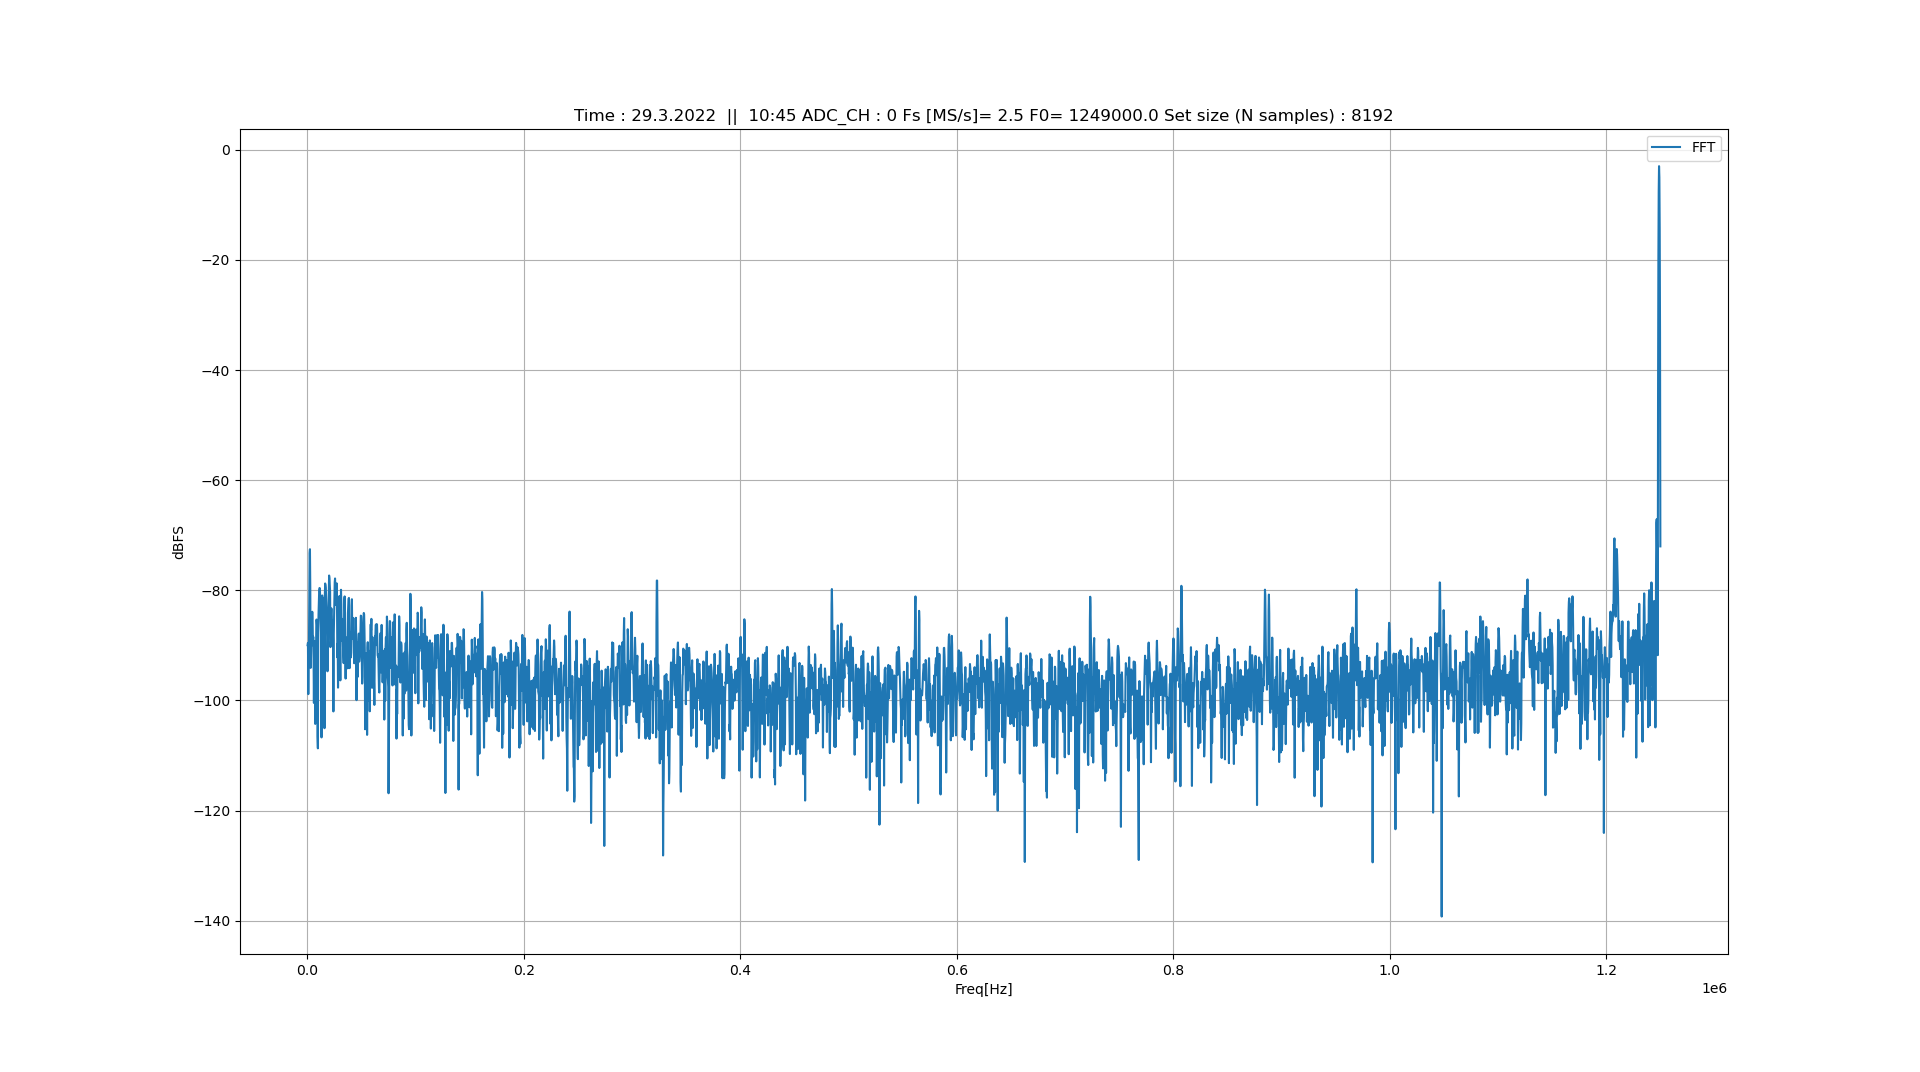 Time : 29.3.2022  ||  10:45 ADC_CH : 0 Fs [MS/s]= 2.5 F0= 1249000.0 Set size (N samples) : 8192
FFT
0
−20
−40
−60
−80
−100
−120
−140
dBFS
0.0 0.2 0.4 0.6 0.8 1.0 1.2
Freq[Hz]
1e6